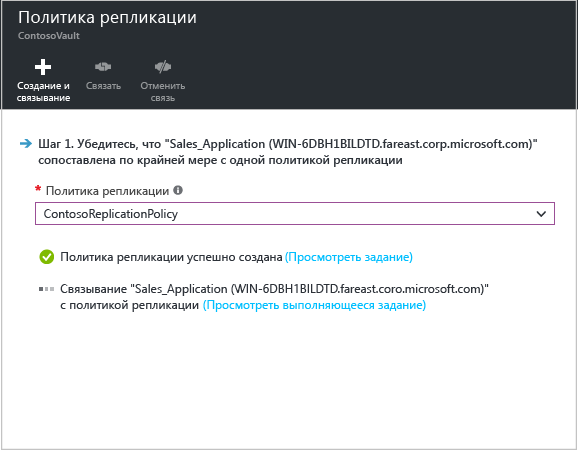 Политика репликации
ContosoVault
Создание и связывание
Связать
Отменить связь
Шаг 1. Убедитесь, что "Sales_Application (WIN-6DBH1BILDTD.fareast.corp.microsoft.com)"
сопоставлена по крайней мере с одной политикой репликации
* Политика репликации
ContosoReplicationPolicy
Политика репликации успешно создана (Просмотреть задание)
Связывание "Sales_Application (WIN-6DBH1BILDTD.fareast.coro.microsoft.com)"
с политикой репликации (Просмотреть выполняющееся задание)